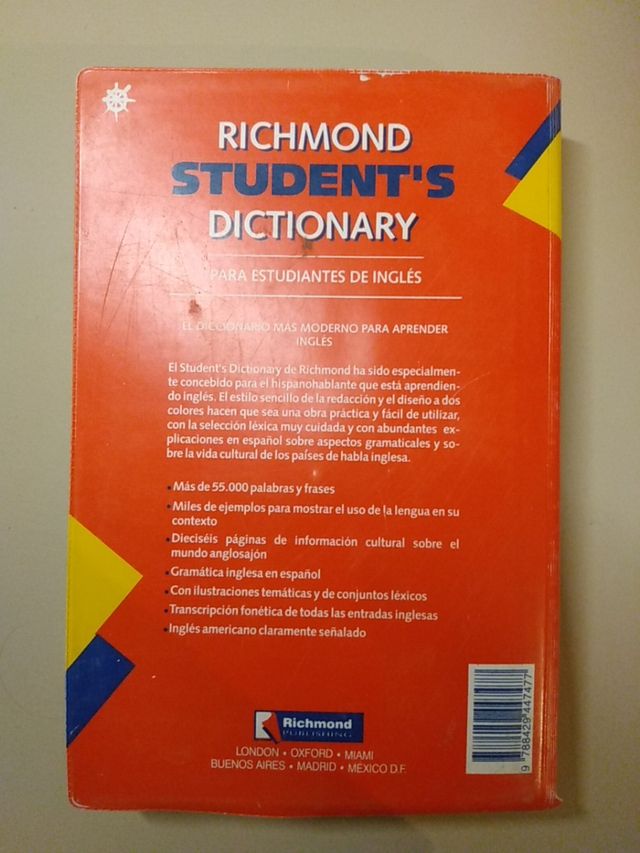 RICHMOND
STUDENT'S
DICTIONARY
PARA ESTUDIANTES DE INGLÉS
EL DICCIONARIO MÁS MODERNO PARA APRENDER
INGLÉS
El Student's Dictionary de Richmond ha sido especialmen-
te concebido para el hispanohablante que está aprendien-
do inglés. El estilo sencillo de la redacción y el diseño a dos
colores hacen que sea una obra práctica y fácil de utilizar,
con la selección léxica muy cuidada y con abundantes explicaciones en español sobre aspectos gramaticales y so-
bre la vida cultural de los países de habla inglesa.
• Más de 55.000 palabras y frases
• Miles de ejemplos para mostrar el uso de la lengua en su
contexto
• Dieciséis páginas de información cultural sobre el
mundo anglosajón
• Gramática inglesa en español
• Con ilustraciones temáticas y de conjuntos léxicos
• Transcripción fonética de todas las entradas inglesas
• Inglés americano claramente señalado
Richmond
PUBLISHING
LONDON • OXFORD • MIAMI
BUENOS AIRES • MADRID • MÉXICO D.F.
9 788429 447477